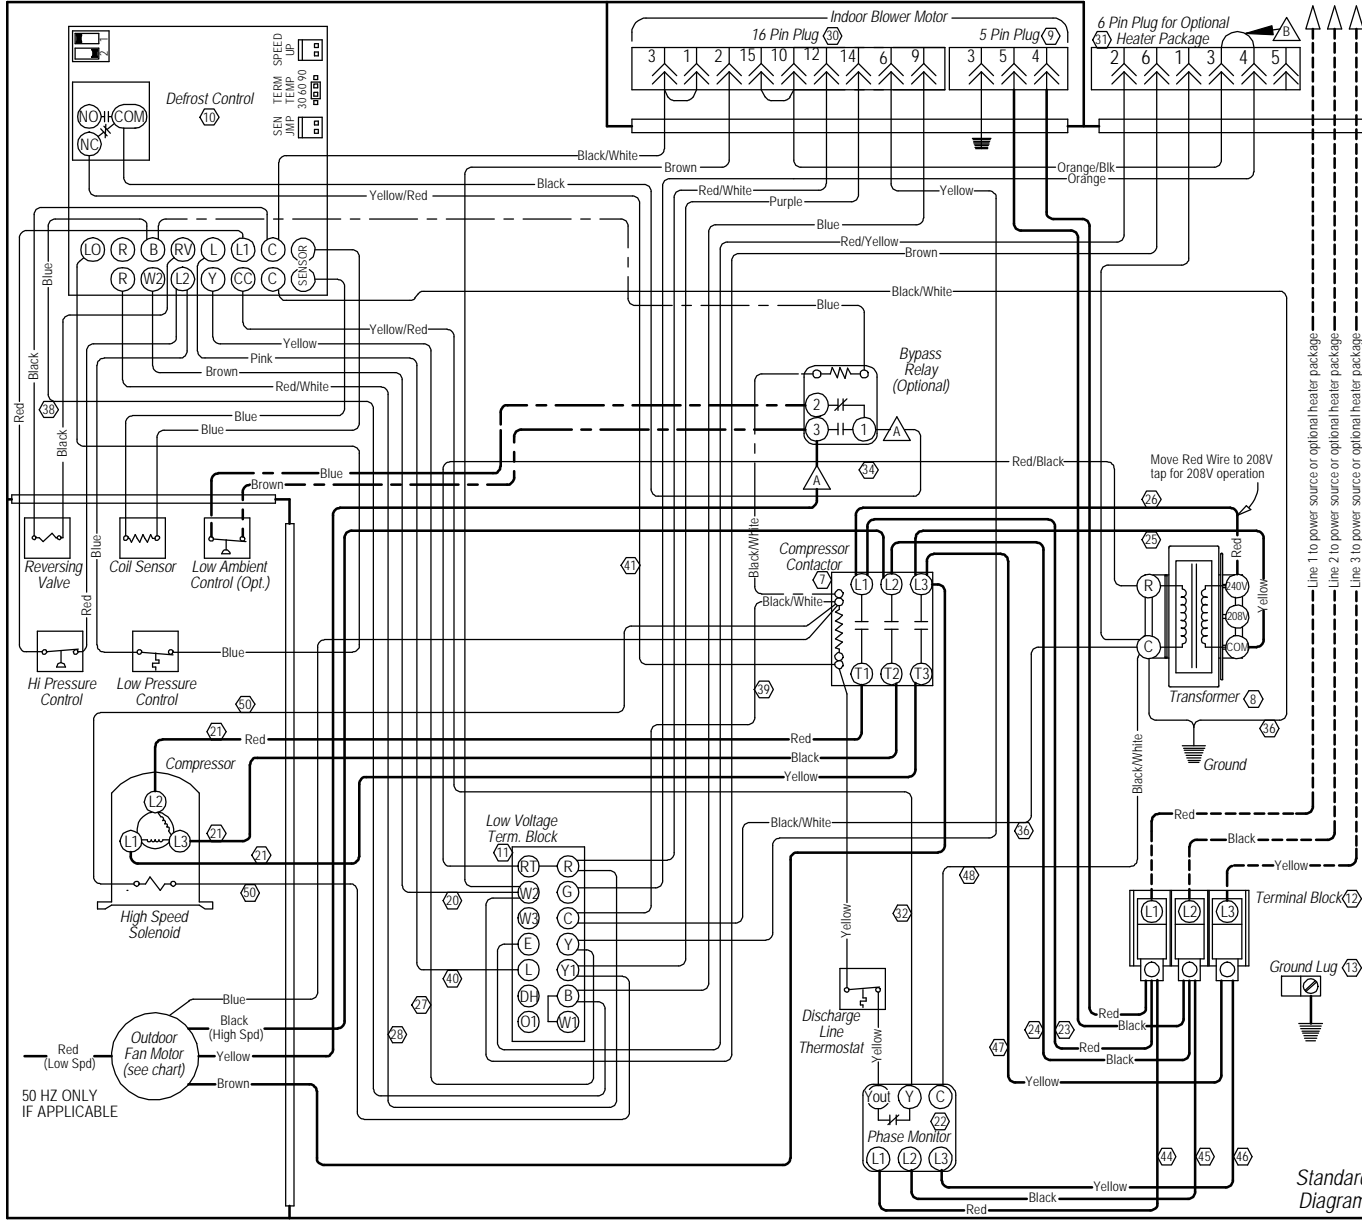 Indoor Blower Motor
16 Pin Plug 30
5 Pin Plug 9
6 Pin Plug for Optional
31 Heater Package
B
3 1 2 15 10 12 14 6 9
3 5 4
2 6 1 3 4 5
1
2
SPEED
UP
TERM
TEMP
30 60 90
SEN
JMP
Defrost Control
10
NO COM
NC
Black/White
Brown
Black
Yellow/Red
Red/White
Purple
Blue
Red/Yellow
Brown
Yellow
Orange/Blk
Orange
Black/White
LO R B RV L L1 C SENSOR
R W2 L2 Y CC C
Blue
Blue
Yellow/Red
Yellow
Pink
Brown
Red/White
Blue
Blue
Black
Red
38
Black
Bypass
Relay
(Optional)
2
3 1 A
A
34
Red/Black
Move Red Wire to 208V
tap for 208V operation
26
25
Line 1 to power source or optional heater package
Line 2 to power source or optional heater package
Line 3 to power source or optional heater package
Blue
Brown
Reversing
Valve
Coil Sensor
Low Ambient
Control (Opt.)
Blue
Red
41
Black/White
Compressor
Contactor
7
Black/White
L1 L2 L3
T1 T2 T3
R
C
240V
208V
COM
Red
Yellow
Transformer 8
36
Ground
Hi Pressure
Control
Low Pressure
Control
Blue
50
39
21
Red
Red
Black
Yellow
Compressor
L2
L1 L3
21
21
50
High Speed
Solenoid
Low Voltage
Term. Block
11
RT R
W2 G
W3 C
E Y
L Y1
DH B
O1 W1
20
40
27
28
Black/White
36
Black/White
48
32
Yellow
Discharge
Line
Thermostat
Yellow
Red
Black
Yellow
L1 L2 L3
Terminal Block 12
Ground Lug 13
Blue
Black
(High Spd)
Yellow
Brown
Red
(Low Spd)
Outdoor
Fan Motor
(see chart)
50 HZ ONLY
IF APPLICABLE
24
23
47
Red
Black
Red
Black
Yellow
Yout Y C
22
Phase Monitor
L1 L2 L3
44
45
46
Yellow
Black
Red
Standard
Diagram